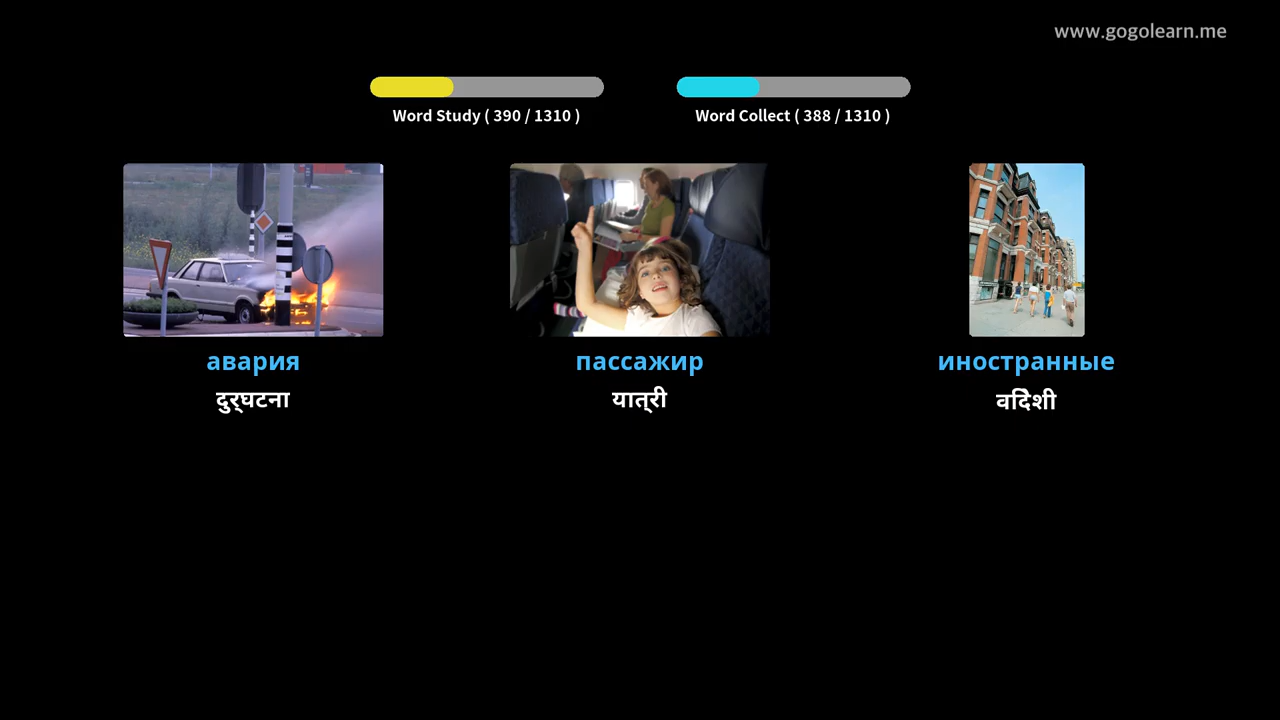 www.gogolearn.me
Word Study ( 390 / 1310 )
Word Collect ( 388 / 1310 )
авария
пассажир
иностранные
दुर्घटना
यात्री
विदेशी